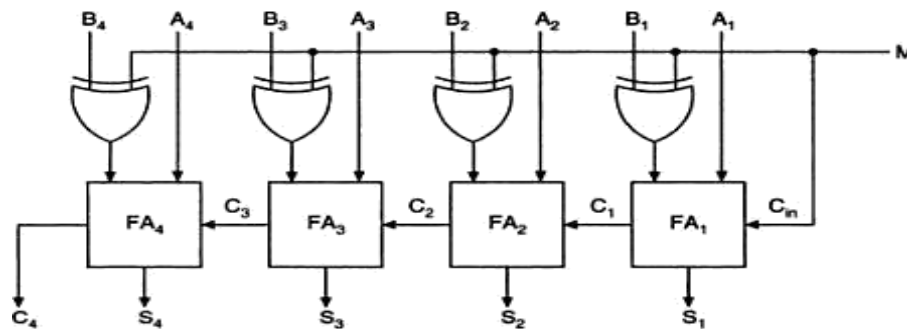 B₄ A₄ B₃ A₃ B₂ A₂ B₁ A₁
M
C₃ C₂ C₁ Cᵢₙ
FA₄ FA₃ FA₂ FA₁
C₄ S₄ S₃ S₂ S₁